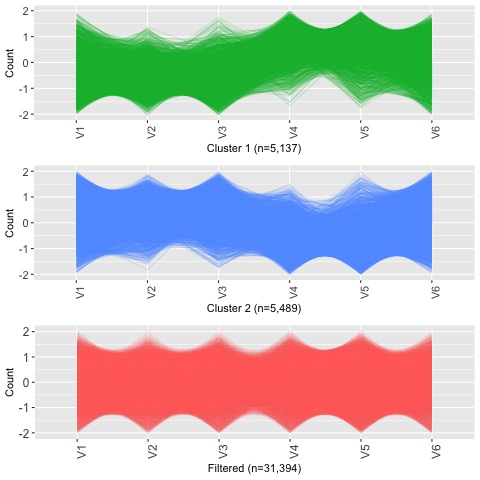 2
1
0
-1
-2
Count
V1 V2 V3 V4 V5 V6
Cluster 1 (n=5,137)
2
1
0
-1
-2
Count
V1 V2 V3 V4 V5 V6
Cluster 2 (n=5,489)
2
1
0
-1
-2
Count
V1 V2 V3 V4 V5 V6
Filtered (n=31,394)